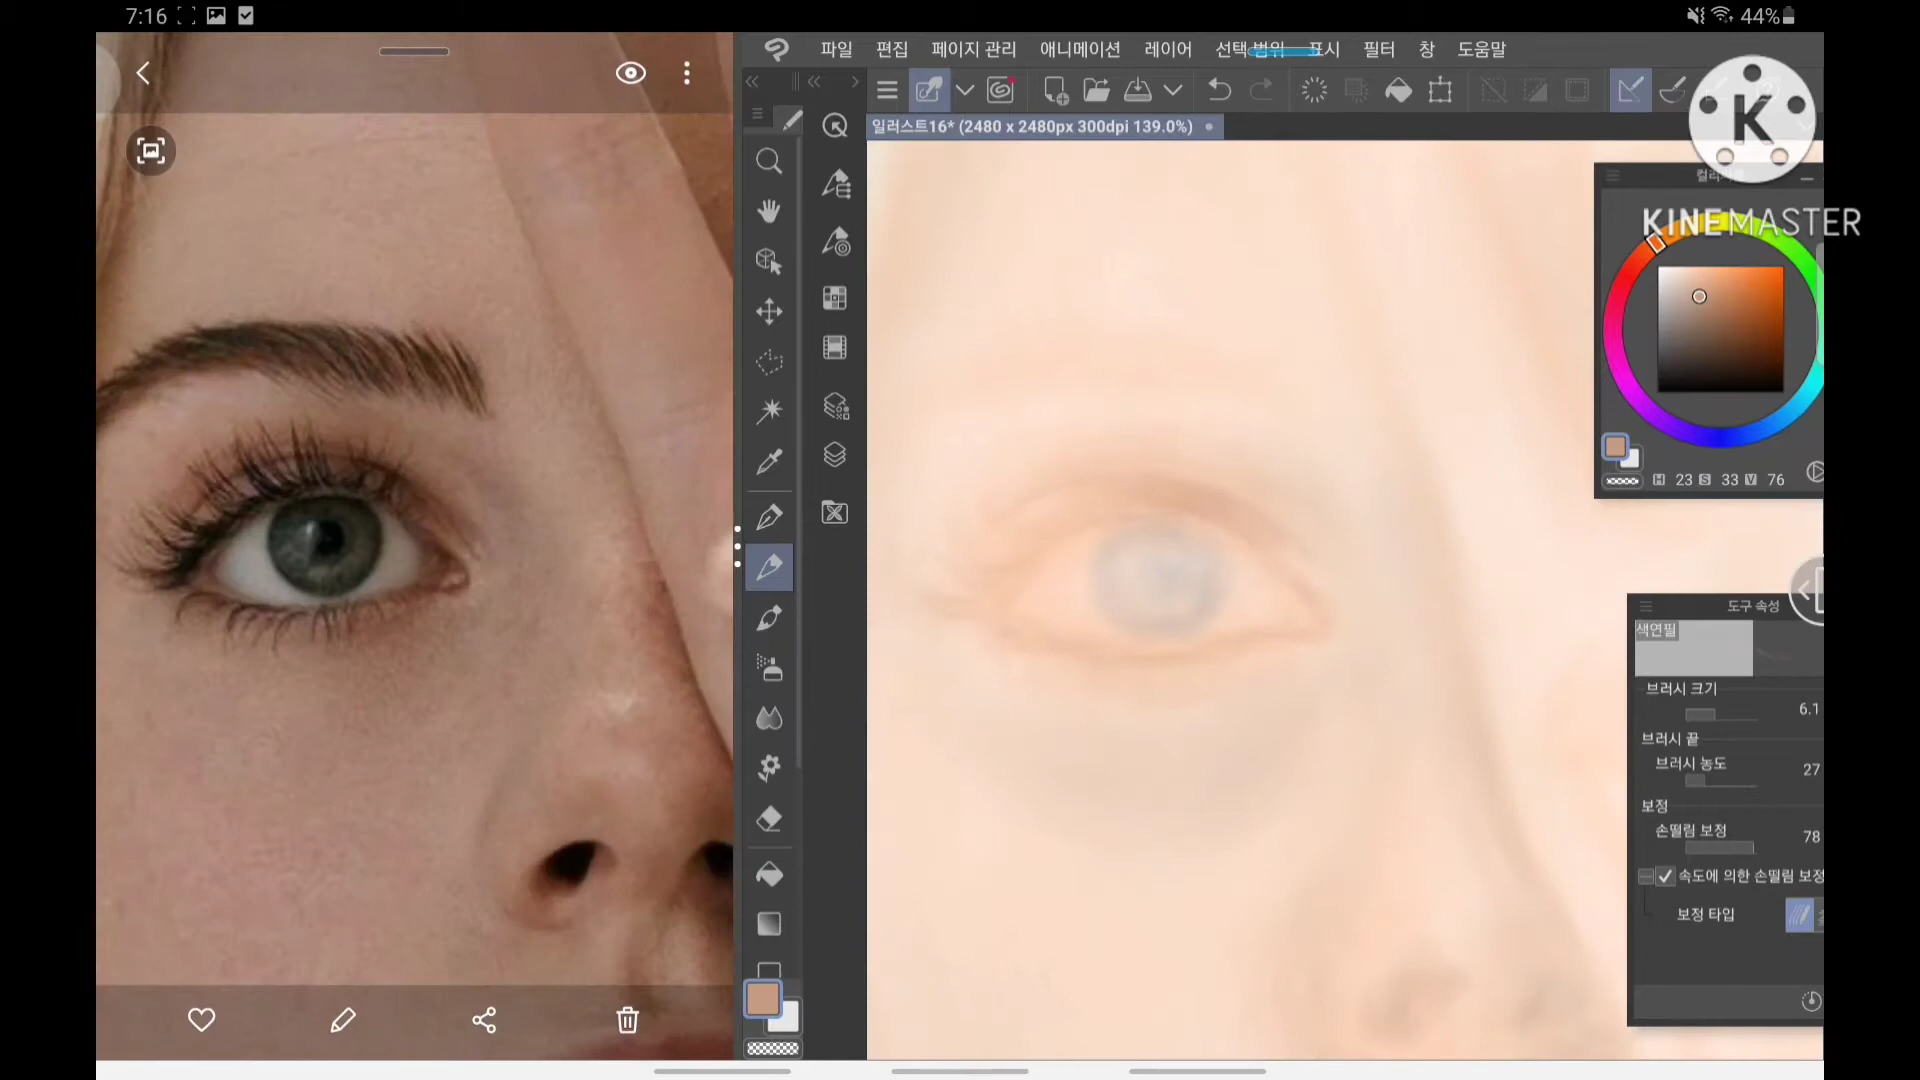 7:16
44%
파일 편집 페이지 관리 애니메이션 레이어 선택 범위 표시 필터 창 도움말
일러스트16* (2480 x 2480px 300dpi 139.0%)
K
KINEMASTER
H 23 S 33 V 76
도구 속성
색연필
브러시 크기
6.1
브러시 끝
브러시 농도
27
보정
손떨림 보정
78
속도에 의한 손떨림 보정
보정 타입